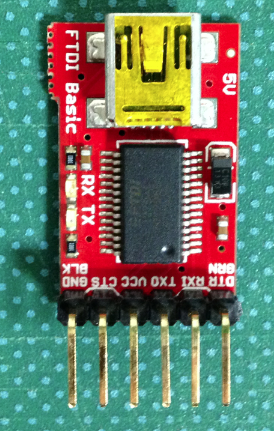 FTDI Basic
5V
RX TX
BLK
GRN
GND CTS VCC TXO RXI DTR